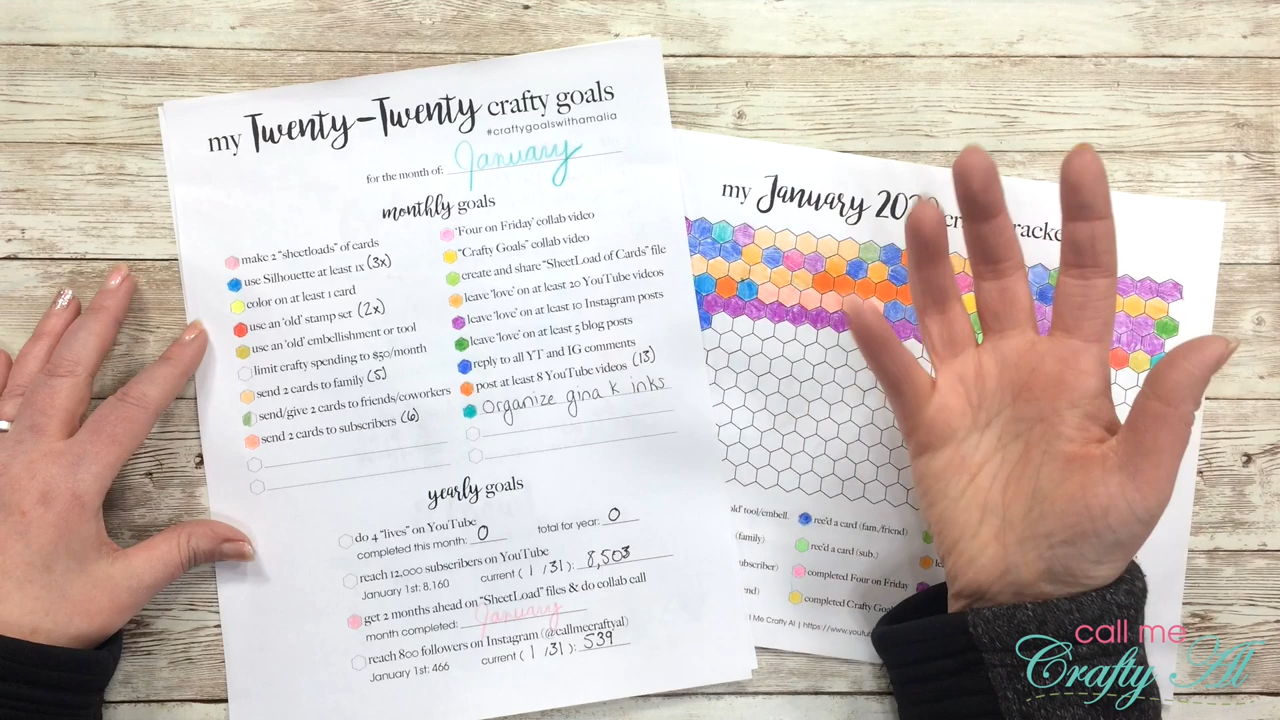 my Twenty-Twenty crafty goals
#craftygoalswithamalia
for the month of: January
monthly goals
make 2 "sheetloads" of cards
use Silhouette at least 1x (3x)
color on at least 1 card
use an 'old' stamp set (2x)
use an 'old' embellishment or tool
limit crafty spending to $50/month
send 2 cards to family (5)
send/give 2 cards to friends/coworkers
send 2 cards to subscribers (6)
'Four on Friday' collab video
"Crafty Goals" collab video
create and share "SheetLoad of Cards" file
leave 'love' on at least 20 YouTube videos
leave 'love' on at least 10 Instagram posts
leave 'love' on at least 5 blog posts
reply to all YT and IG comments
post at least 8 YouTube videos (13)
organize gina k inks
yearly goals
do 4 "lives" on YouTube
completed this month: 0 total for year: 0
reach 12,000 subscribers on YouTube
January 1st: 8,160 current ( 1 / 31 ): 8,503
get 2 months ahead on "SheetLoad" files & do collab call
month completed: January
reach 800 followers on Instagram (@callmecraftyal)
January 1st: 466 current ( 1 / 31 ): 539
my January
tool/embell.
rec'd a card (fam./friend)
(family)
rec'd a card (sub.)
completed Four on Friday
completed Crafty
Me Crafty Al | https://www.youtu
call me
Crafty Al